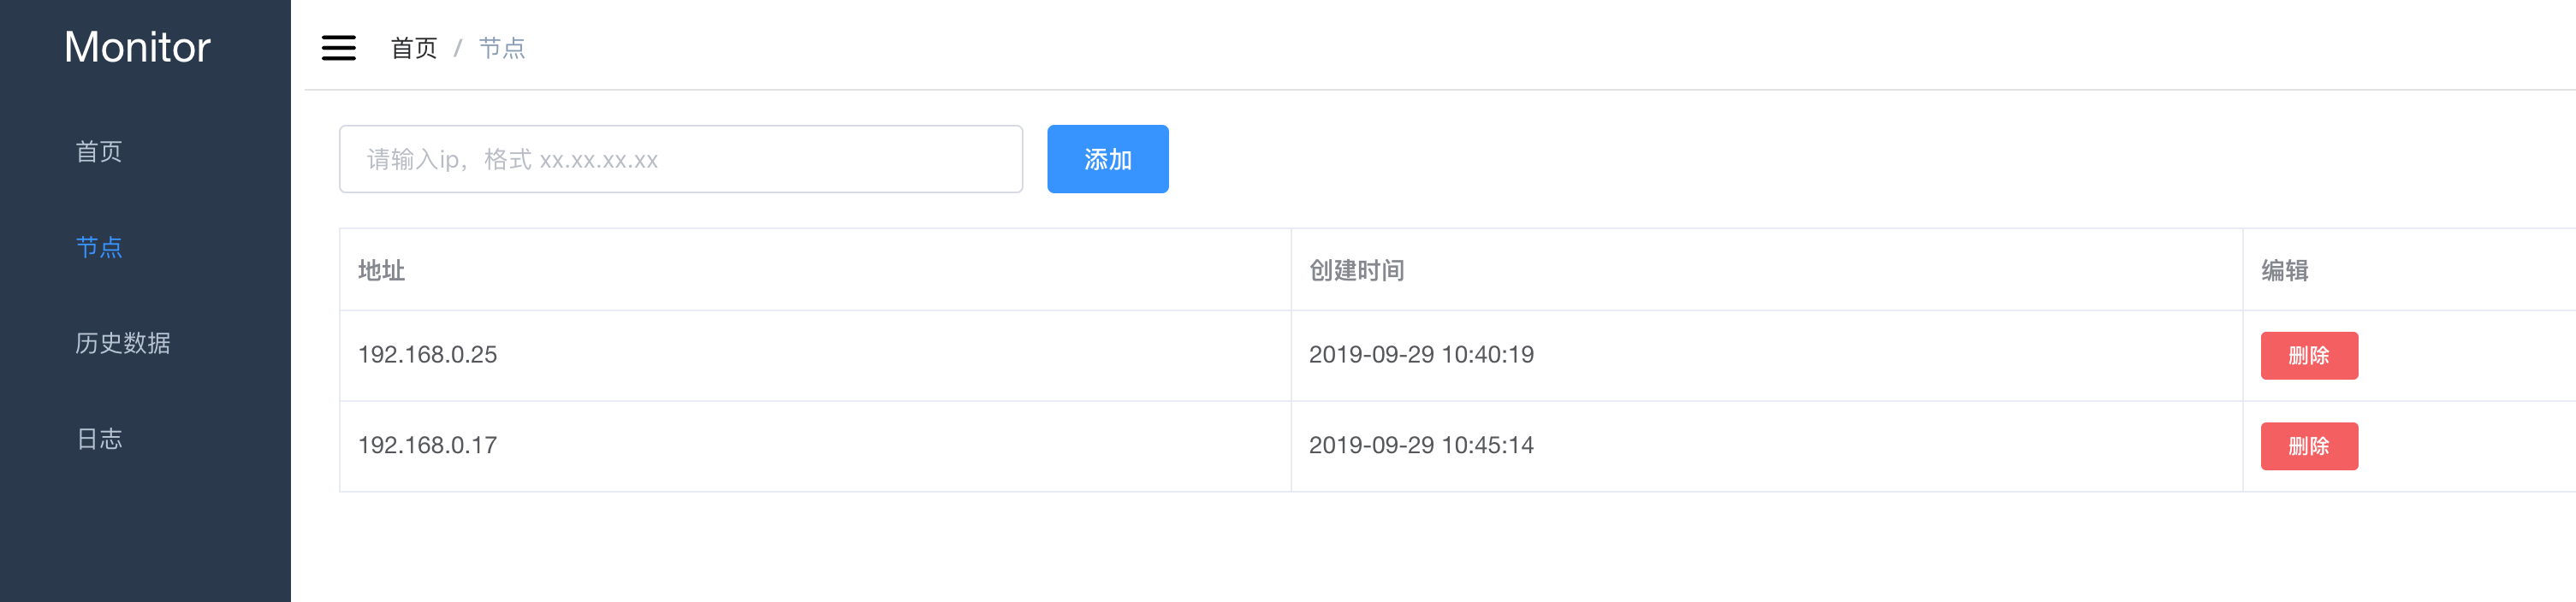 Monitor
首页
节点
历史数据
日志
首页 / 节点
请输入ip，格式 xx.xx.xx.xx
添加
地址 创建时间 编辑
192.168.0.25 2019-09-29 10:40:19 删除
192.168.0.17 2019-09-29 10:45:14 删除